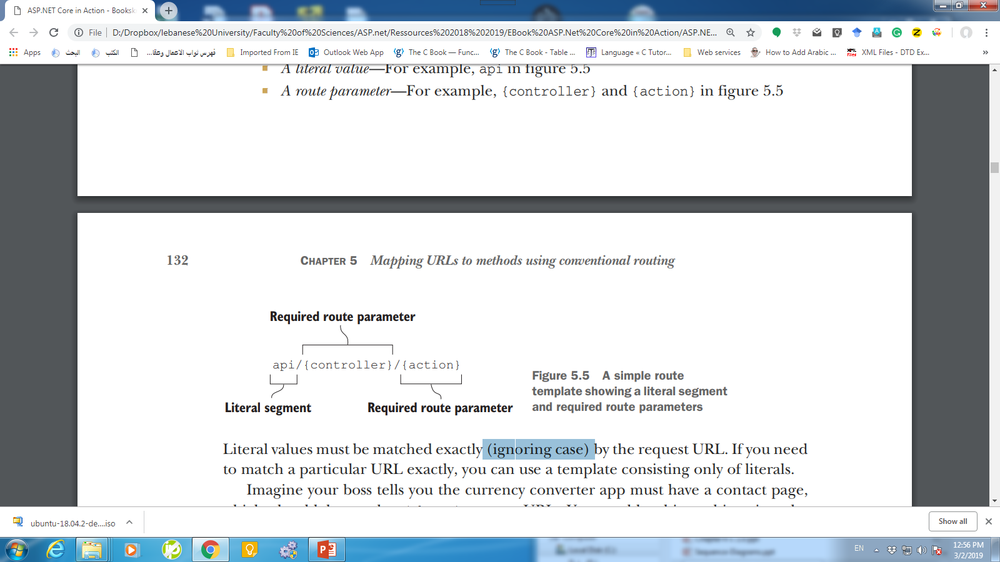 ASP.NET Core in Action - Booksk
File
D:/Dropbox/lebanese%20University/Faculty%20of%20Sciences/ASP.net/Ressources%202018%202019/EBook%20ASP.Net%20Core%20in%20Action/ASP.NE...
Apps
البحث
الكتب
فهرس ثواب الاعمال وعقا...
Imported From IE
Outlook Web App
The C Book — Func...
The C Book - Table ...
Language « C Tutor...
Web services
How to Add Arabic ...
XML Files - DTD Ex...
»
A literal value—For example, api in figure 5.5
A route parameter—For example, {controller} and {action} in figure 5.5
132 CHAPTER 5 Mapping URLs to methods using conventional routing
Required route parameter
api/{controller}/{action}
Literal segment
Required route parameter
Figure 5.5 A simple route
template showing a literal segment
and required route parameters
Literal values must be matched exactly (ignoring case) by the request URL. If you need
to match a particular URL exactly, you can use a template consisting only of literals.
Imagine your boss tells you the currency converter app must have a contact page,
ubuntu-18.04.2-de....iso
Show all
EN
12:56 PM
3/2/2019